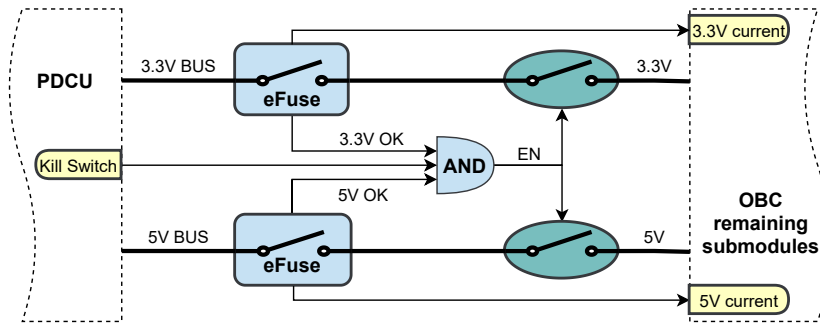 3.3V current
3.3V BUS
3.3V
PDCU
eFuse
3.3V OK
Kill Switch
AND
EN
5V OK
OBC
remaining
submodules
5V BUS
5V
eFuse
5V current